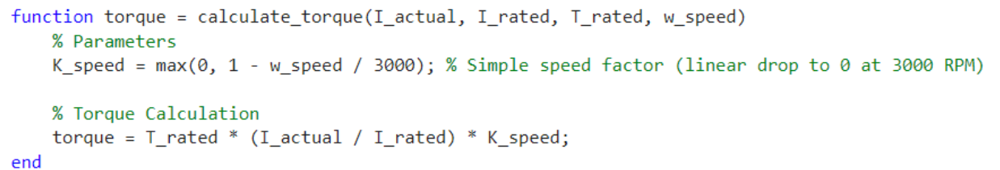 function torque = calculate_torque(I_actual, I_rated, T_rated, w_speed)
% Parameters
K_speed = max(0, 1 - w_speed / 3000); % Simple speed factor (linear drop to 0 at 3000 RPM)
% Torque Calculation
torque = T_rated * (I_actual / I_rated) * K_speed;
end